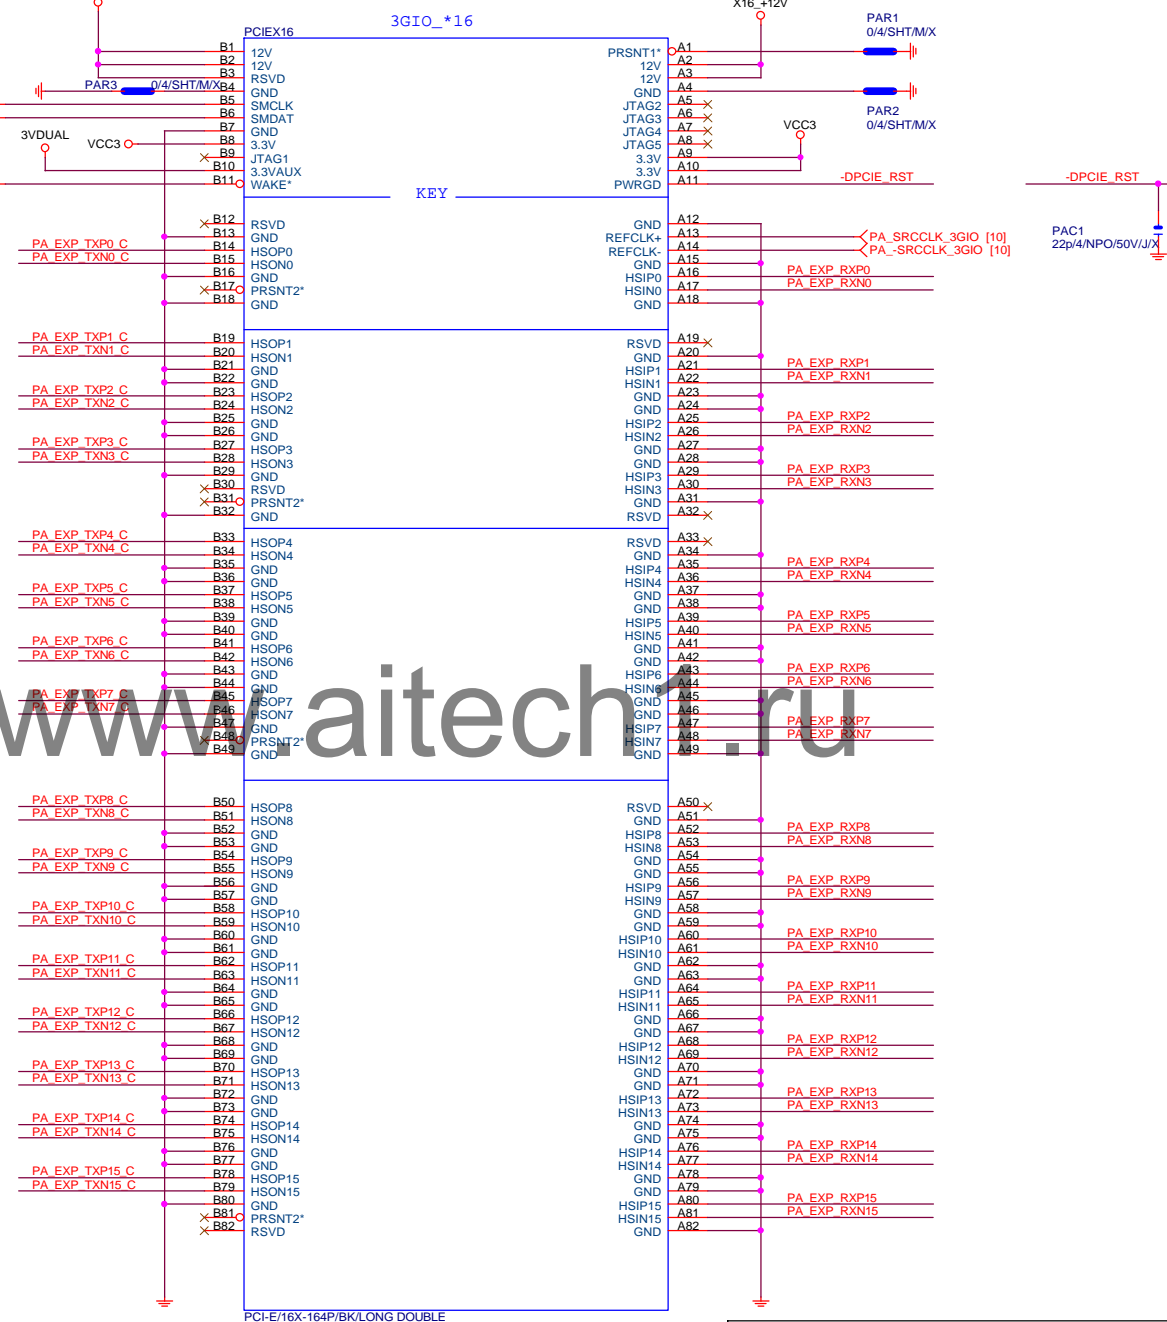 X16_+12V
3GIO_*16
PAR1
0/4/SHT/M/X
PCIEX16
B1 12V PRSNT1* A1
B2 12V 12V A2
B3 RSVD 12V A3
PAR3 0/4/SHT/M/X B4 GND GND A4
B5 SMCLK JTAG2 A5
PAR2
0/4/SHT/M/X
B6 SMDAT JTAG3 A6
B7 GND JTAG4 A7
3VDUAL VCC3 B8 3.3V JTAG5 A8 VCC3
B9 JTAG1 3.3V A9
B10 3.3VAUX 3.3V A10
B11 WAKE* PWRGD A11 -DPCIE_RST -DPCIE_RST
KEY
B12 RSVD GND A12
B13 GND REFCLK+ A13 PA_SRCCLK_3GIO [10]
PA_EXP_TXP0_C B14 HSOP0 REFCLK- A14 PA_-SRCCLK_3GIO [10]
PAC1
22p/4/NPO/50V/J/X
PA_EXP_TXN0_C B15 HSON0 GND A15
B16 GND HSIP0 A16 PA_EXP_RXP0
B17 PRSNT2* HSIN0 A17 PA_EXP_RXN0
B18 GND GND A18
PA_EXP_TXP1_C B19 HSOP1 RSVD A19
PA_EXP_TXN1_C B20 HSON1 GND A20
B21 GND HSIP1 A21 PA_EXP_RXP1
B22 GND HSIN1 A22 PA_EXP_RXN1
PA_EXP_TXP2_C B23 HSOP2 GND A23
PA_EXP_TXN2_C B24 HSON2 GND A24
B25 GND HSIP2 A25 PA_EXP_RXP2
B26 GND HSIN2 A26 PA_EXP_RXN2
PA_EXP_TXP3_C B27 HSOP3 GND A27
PA_EXP_TXN3_C B28 HSON3 GND A28
B29 GND HSIP3 A29 PA_EXP_RXP3
B30 RSVD HSIN3 A30 PA_EXP_RXN3
B31 PRSNT2* GND A31
B32 GND RSVD A32
PA_EXP_TXP4_C B33 HSOP4 RSVD A33
PA_EXP_TXN4_C B34 HSON4 GND A34
B35 GND HSIP4 A35 PA_EXP_RXP4
B36 GND HSIN4 A36 PA_EXP_RXN4
PA_EXP_TXP5_C B37 HSOP5 GND A37
PA_EXP_TXN5_C B38 HSON5 GND A38
B39 GND HSIP5 A39 PA_EXP_RXP5
B40 GND HSIN5 A40 PA_EXP_RXN5
PA_EXP_TXP6_C B41 HSOP6 GND A41
PA_EXP_TXN6_C B42 HSON6 GND A42
B43 GND HSIP6 A43 PA_EXP_RXP6
B44 GND HSIN6 A44 PA_EXP_RXN6
PA_EXP_TXP7_C B45 HSOP7 GND A45
PA_EXP_TXN7_C B46 HSON7 GND A46
B47 GND HSIP7 A47 PA_EXP_RXP7
B48 PRSNT2* HSIN7 A48 PA_EXP_RXN7
B49 GND GND A49
www.aitech1.ru
PA_EXP_TXP8_C B50 HSOP8 RSVD A50
PA_EXP_TXN8_C B51 HSON8 GND A51
B52 GND HSIP8 A52 PA_EXP_RXP8
B53 GND HSIN8 A53 PA_EXP_RXN8
PA_EXP_TXP9_C B54 HSOP9 GND A54
PA_EXP_TXN9_C B55 HSON9 GND A55
B56 GND HSIP9 A56 PA_EXP_RXP9
B57 GND HSIN9 A57 PA_EXP_RXN9
PA_EXP_TXP10_C B58 HSOP10 GND A58
PA_EXP_TXN10_C B59 HSON10 GND A59
B60 GND HSIP10 A60 PA_EXP_RXP10
B61 GND HSIN10 A61 PA_EXP_RXN10
PA_EXP_TXP11_C B62 HSOP11 GND A62
PA_EXP_TXN11_C B63 HSON11 GND A63
B64 GND HSIP11 A64 PA_EXP_RXP11
B65 GND HSIN11 A65 PA_EXP_RXN11
PA_EXP_TXP12_C B66 HSOP12 GND A66
PA_EXP_TXN12_C B67 HSON12 GND A67
B68 GND HSIP12 A68 PA_EXP_RXP12
B69 GND HSIN12 A69 PA_EXP_RXN12
PA_EXP_TXP13_C B70 HSOP13 GND A70
PA_EXP_TXN13_C B71 HSON13 GND A71
B72 GND HSIP13 A72 PA_EXP_RXP13
B73 GND HSIN13 A73 PA_EXP_RXN13
PA_EXP_TXP14_C B74 HSOP14 GND A74
PA_EXP_TXN14_C B75 HSON14 GND A75
B76 GND HSIP14 A76 PA_EXP_RXP14
B77 GND HSIN14 A77 PA_EXP_RXN14
PA_EXP_TXP15_C B78 HSOP15 GND A78
PA_EXP_TXN15_C B79 HSON15 GND A79
B80 GND HSIP15 A80 PA_EXP_RXP15
B81 PRSNT2* HSIN15 A81 PA_EXP_RXN15
B82 RSVD GND A82
PCI-E/16X-164P/BK/LONG DOUBLE